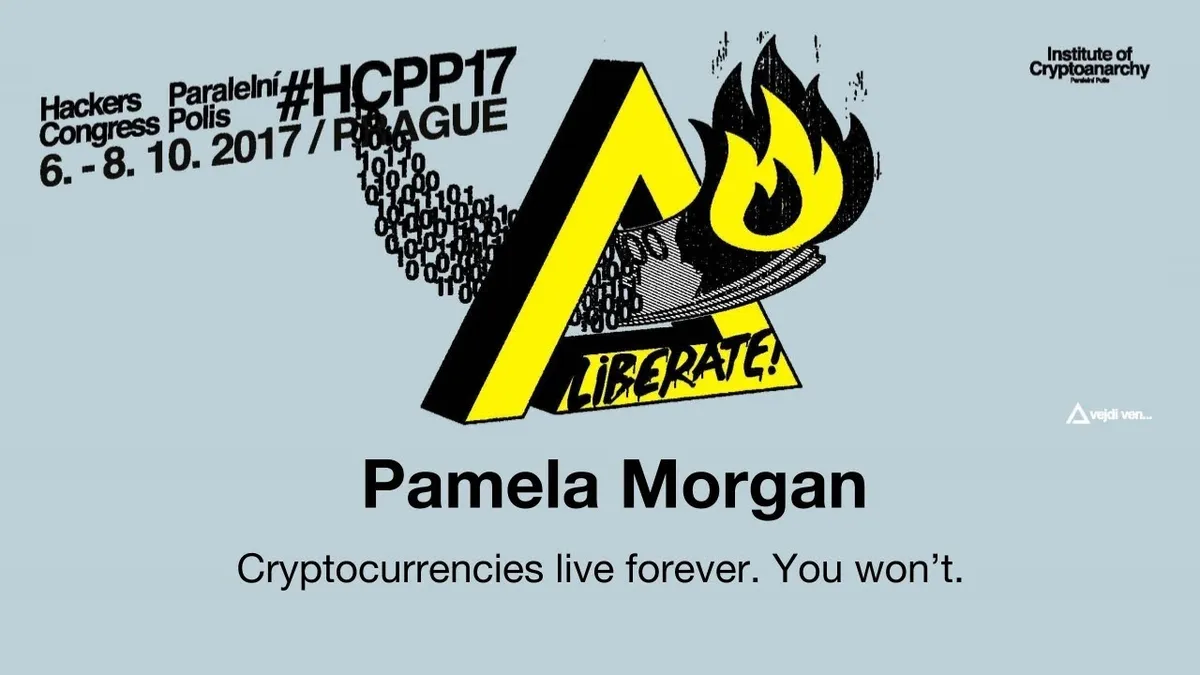 Hackers Paralelní #HCPP17
Congress Polis
6. - 8. 10. 2017 / PRAGUE
Institute of
Cryptoanarchy
Paralelní Polis
LiBERATE!
vejdi ven...
Pamela Morgan
Cryptocurrencies live forever. You won’t.